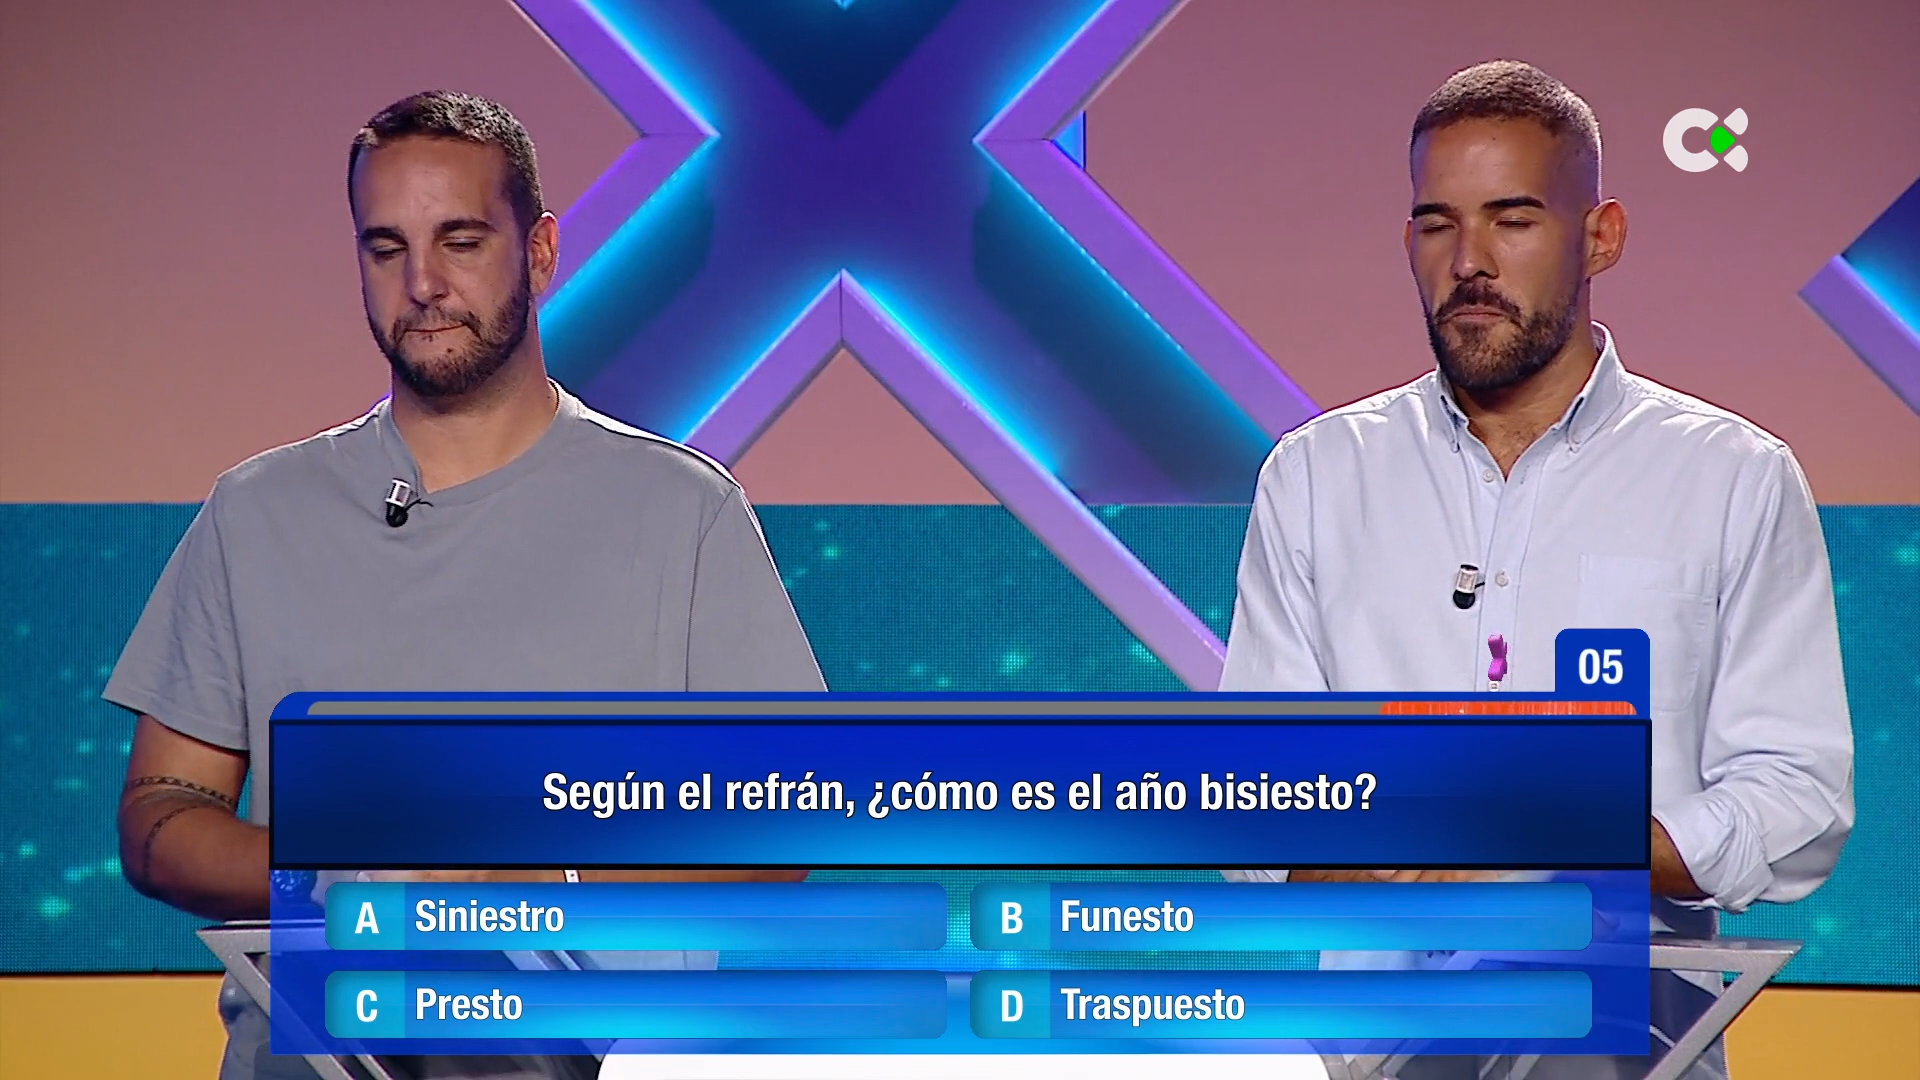 05
Según el refrán, ¿cómo es el año bisiesto?
A Siniestro
B Funesto
C Presto
D Traspuesto